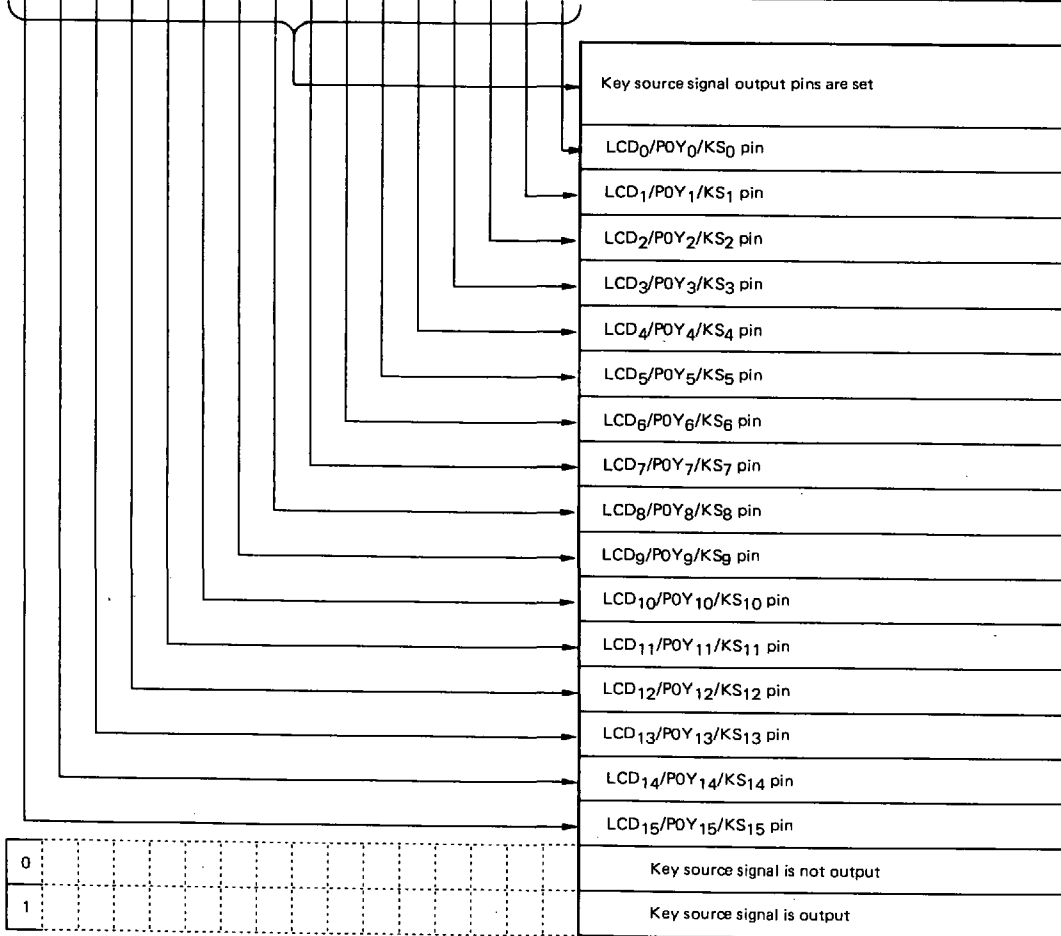 Key source signal output pins are set
LCD₀/P0Y₀/KS₀ pin
LCD₁/P0Y₁/KS₁ pin
LCD₂/P0Y₂/KS₂ pin
LCD₃/P0Y₃/KS₃ pin
LCD₄/P0Y₄/KS₄ pin
LCD₅/P0Y₅/KS₅ pin
LCD₆/P0Y₆/KS₆ pin
LCD₇/P0Y₇/KS₇ pin
LCD₈/P0Y₈/KS₈ pin
LCD₉/P0Y₉/KS₉ pin
LCD₁₀/P0Y₁₀/KS₁₀ pin
LCD₁₁/P0Y₁₁/KS₁₁ pin
LCD₁₂/P0Y₁₂/KS₁₂ pin
LCD₁₃/P0Y₁₃/KS₁₃ pin
LCD₁₄/P0Y₁₄/KS₁₄ pin
LCD₁₅/P0Y₁₅/KS₁₅ pin
0 Key source signal is not output
1 Key source signal is output